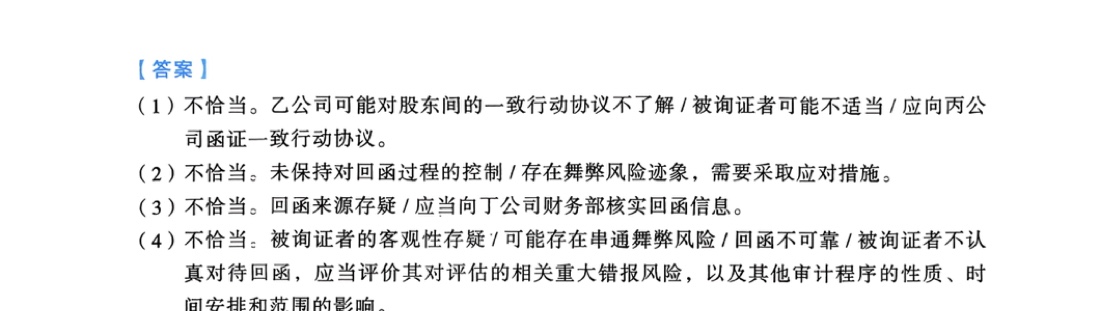 【答案】
(1)不恰当。乙公司可能对股东间的一致行动协议不了解/被询证者可能不适当/应向丙公
司函证一致行动协议。
(2)不恰当。未保持对回函过程的控制/存在舞弊风险迹象，需要采取应对措施。
(3)不恰当。回函来源存疑/应当向丁公司财务部核实回函信息。
(4)不恰当。被询证者的客观性存疑/可能存在串通舞弊风险/回函不可靠/被询证者不认
真对待回函，应当评价其对评估的相关重大错报风险，以及其他审计程序的性质、时
间安排和范围的影响。